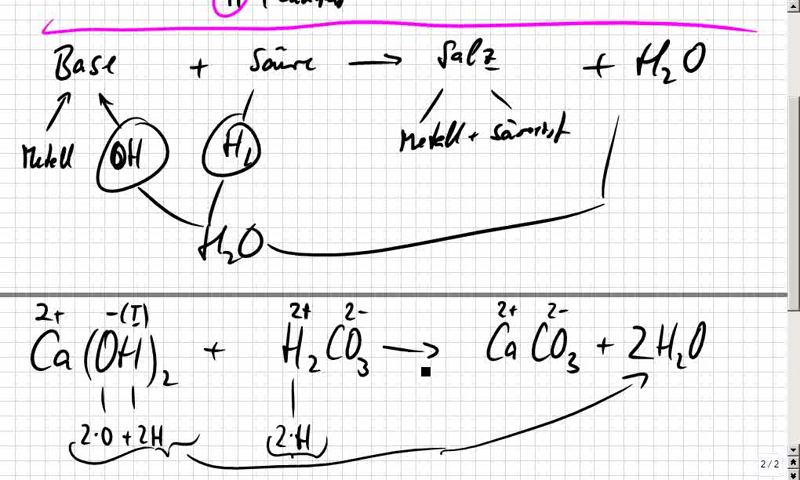 Base + Säure → Salz + H₂O
Metall OH H, Metall + Säurerest
H₂O
2+ -(I) 2+ 2- 2+ 2-
Ca(OH)₂ + H₂CO₃ → CaCO₃ + 2H₂O
2·O + 2H 2·H
2/2